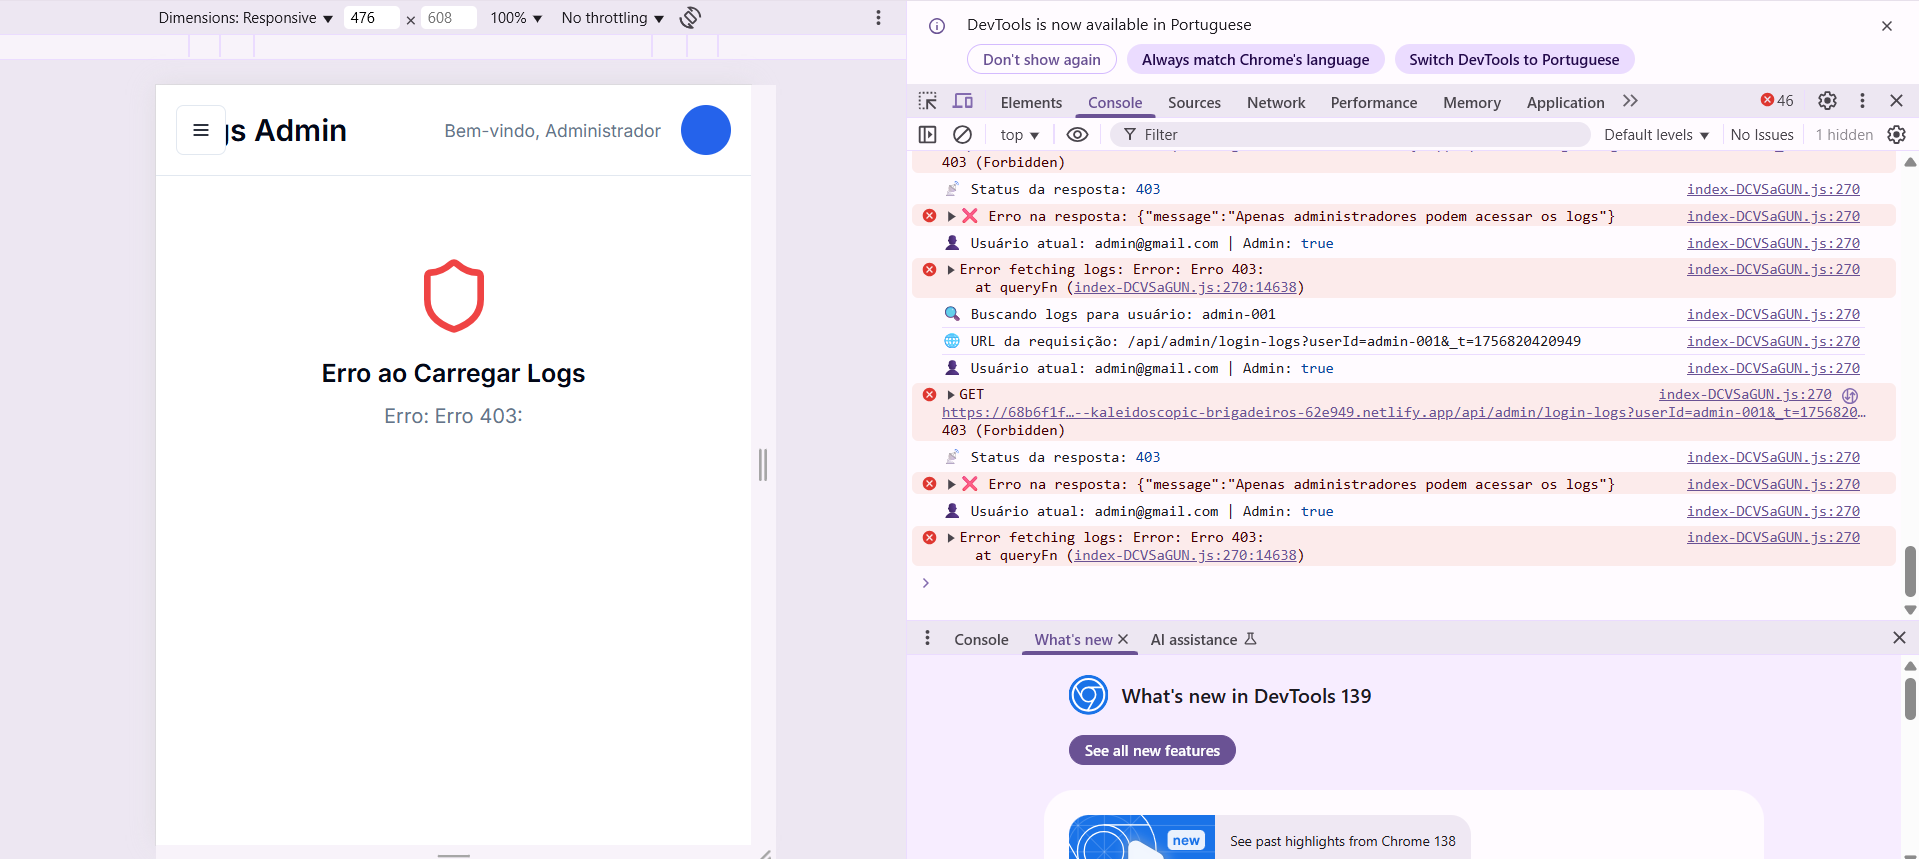 Dimensions: Responsive ▼ 476 × 608 100% ▼ No throttling ▼
gs Admin
Bem-vindo, Administrador
Erro ao Carregar Logs
Erro: Erro 403:
DevTools is now available in Portuguese
Don't show again Always match Chrome's language Switch DevTools to Portuguese
Elements Console Sources Network Performance Memory Application 46
top ▼ Filter Default levels ▼ No Issues 1 hidden
403 (Forbidden)
Status da resposta: 403 index-DCVSaGUN.js:270
Erro na resposta: {"message":"Apenas administradores podem acessar os logs"} index-DCVSaGUN.js:270
Usuário atual: admin@gmail.com | Admin: true index-DCVSaGUN.js:270
Error fetching logs: Error: Erro 403: index-DCVSaGUN.js:270
at queryFn (index-DCVSaGUN.js:270:14638)
Buscando logs para usuário: admin-001 index-DCVSaGUN.js:270
URL da requisição: /api/admin/login-logs?userId=admin-001&_t=1756820420949 index-DCVSaGUN.js:270
Usuário atual: admin@gmail.com | Admin: true index-DCVSaGUN.js:270
GET index-DCVSaGUN.js:270
https://68b6f1f…--kaleidoscopic-brigadeiros-62e949.netlify.app/api/admin/login-logs?userId=admin-001&_t=1756820…
403 (Forbidden)
Status da resposta: 403 index-DCVSaGUN.js:270
Erro na resposta: {"message":"Apenas administradores podem acessar os logs"} index-DCVSaGUN.js:270
Usuário atual: admin@gmail.com | Admin: true index-DCVSaGUN.js:270
Error fetching logs: Error: Erro 403: index-DCVSaGUN.js:270
at queryFn (index-DCVSaGUN.js:270:14638)
Console What's new AI assistance
What's new in DevTools 139
See all new features
new
See past highlights from Chrome 138